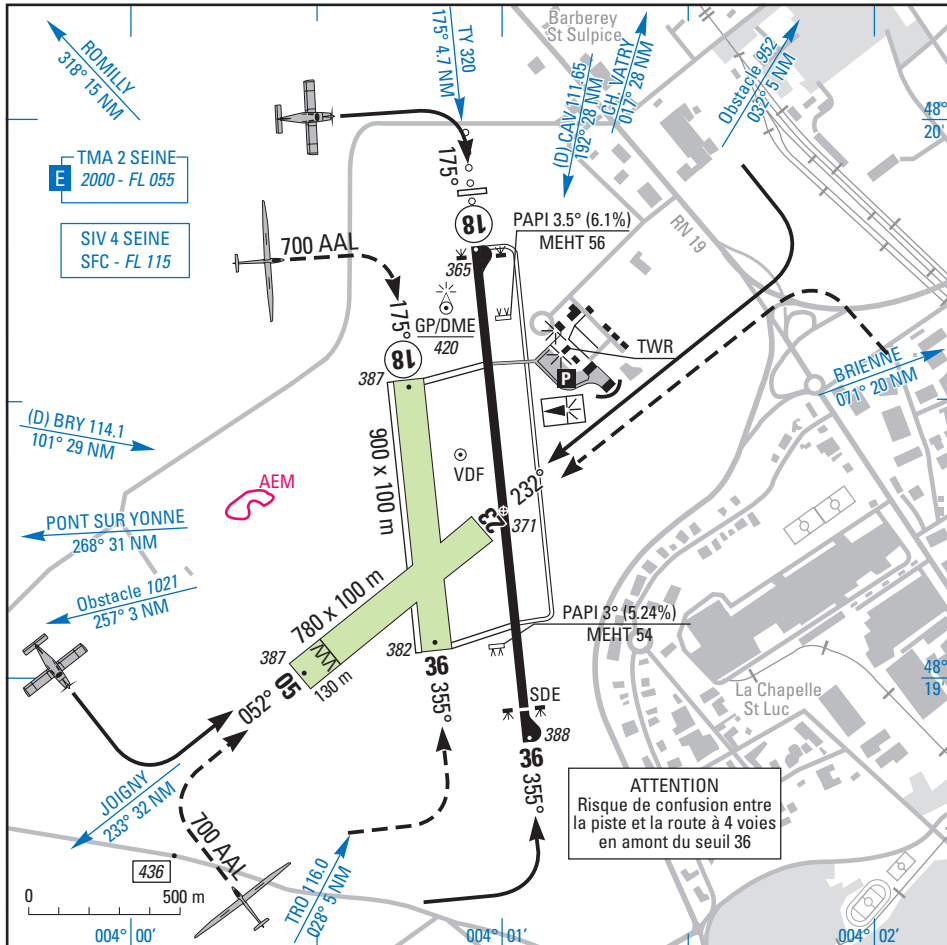 Barberey
St Sulpice
ROMILLY
318° 15 NM
TY 320
175° 4.7 NM
(D) CAV 111.65
192° 28 NM
CH. VATRY
017° 28 NM
Obstacle 952
032° 5 NM
48°
20'
TMA 2 SEINE
E
2000 - FL 055
SIV 4 SEINE
SFC - FL 115
175°
18
PAPI 3.5° (6.1%)
MEHT 56
RN 19
700 AAL
365
175°
GP/DME
420
18
TWR
P
387
BRIENNE
071° 20 NM
(D) BRY 114.1
101° 29 NM
900 x 100 m
VDF
232°
23
371
AEM
PONT SUR YONNE
268° 31 NM
Obstacle 1021
257° 3 NM
780 x 100 m
PAPI 3° (5.24%)
MEHT 54
387
382
36
05
130 m
052°
355°
SDE
388
36
355°
48°
19'
La Chapelle
St Luc
JOIGNY
233° 32 NM
ATTENTION
Risque de confusion entre
la piste et la route à 4 voies
en amont du seuil 36
700 AAL
436
TRO 116.0
028° 5 NM
0
500 m
004° 00'
004° 01'
004° 02'